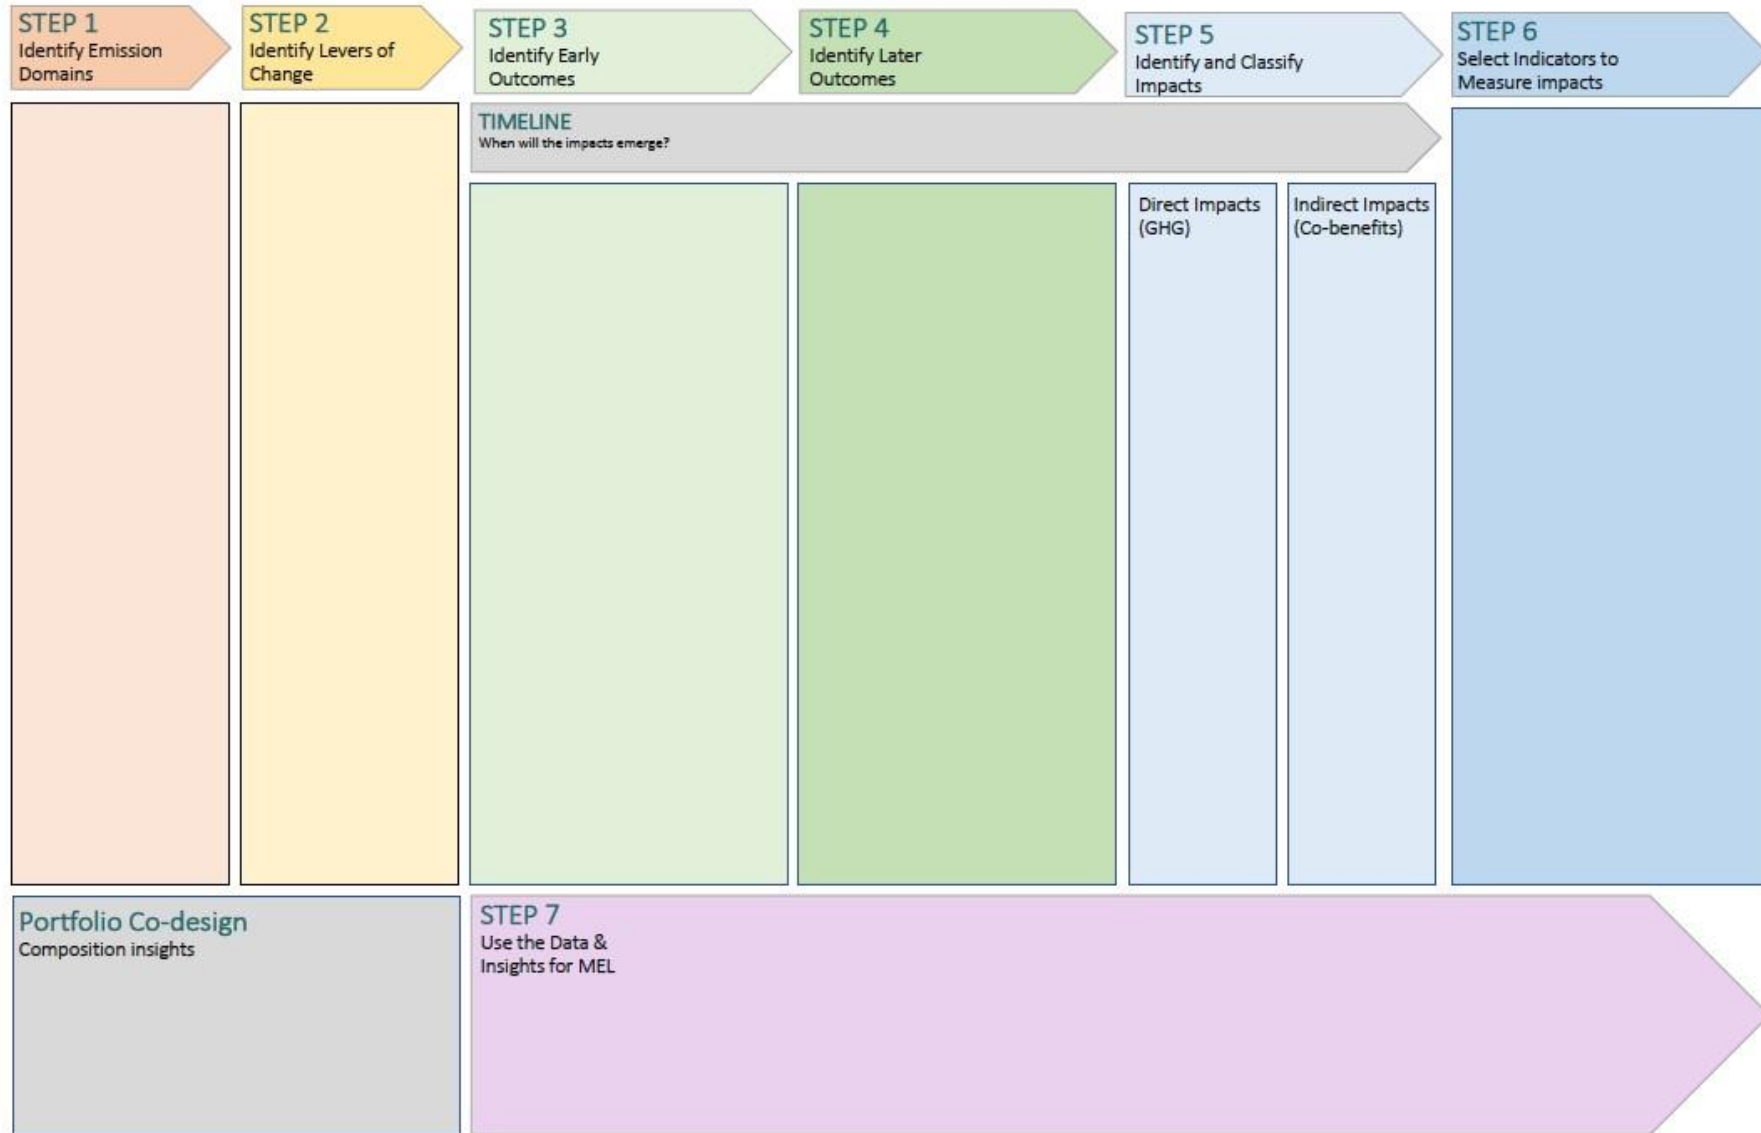 STEP 1
Identify Emission
Domains
STEP 2
Identify Levers of
Change
STEP 3
Identify Early
Outcomes
STEP 4
Identify Later
Outcomes
STEP 5
Identify and Classify
Impacts
STEP 6
Select Indicators to
Measure impacts
TIMELINE
When will the impacts emerge?
Direct Impacts
(GHG)
Indirect Impacts
(Co-benefits)
Portfolio Co-design
Composition insights
STEP 7
Use the Data &
Insights for MEL